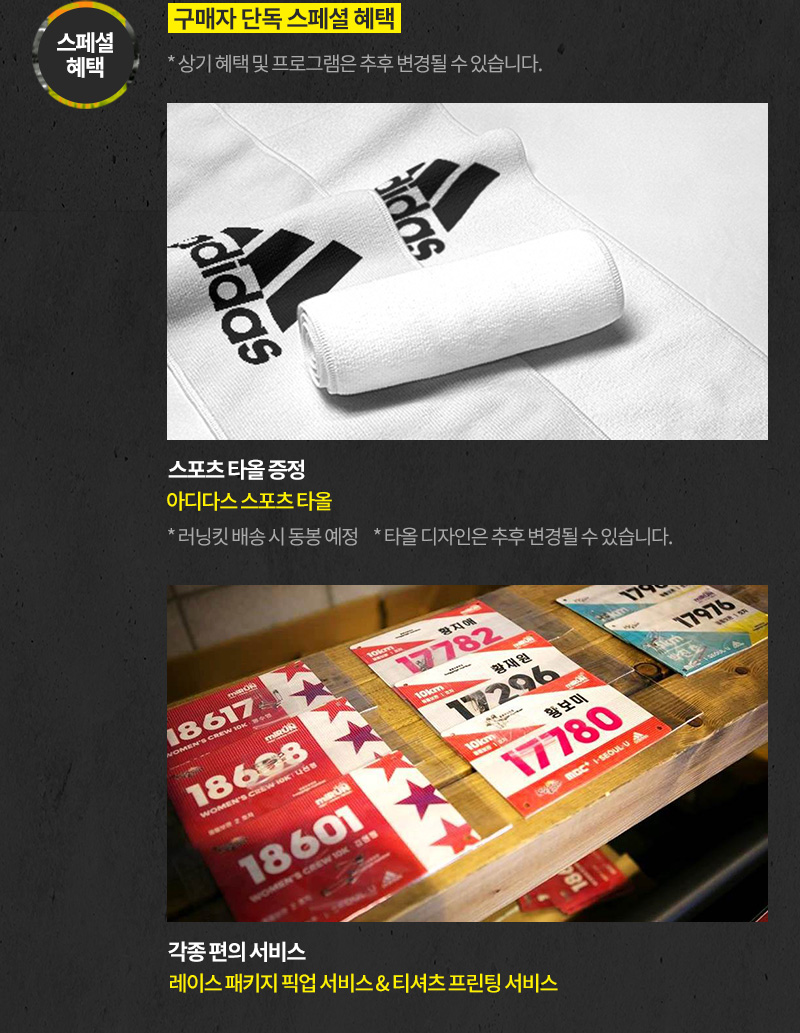 스페셜
혜택
구매자 단독 스페셜 혜택
* 상기 혜택 및 프로그램은 추후 변경될 수 있습니다.
adidas
adidas
스포츠 타올 증정
아디다스 스포츠 타올
* 러닝킷 배송 시 동봉 예정 * 타올 디자인은 추후 변경될 수 있습니다.
황지애
10km
17782
황재원
10km
17296
황보미
10km
17780
MBC+ I·SEOUL·U
17976
miRUN
18617
WOMEN'S CREW 10K
miRUN
18608
WOMEN'S CREW 10K
miRUN
18601
WOMEN'S CREW 10K
각종 편의 서비스
레이스 패키지 픽업 서비스 & 티셔츠 프린팅 서비스